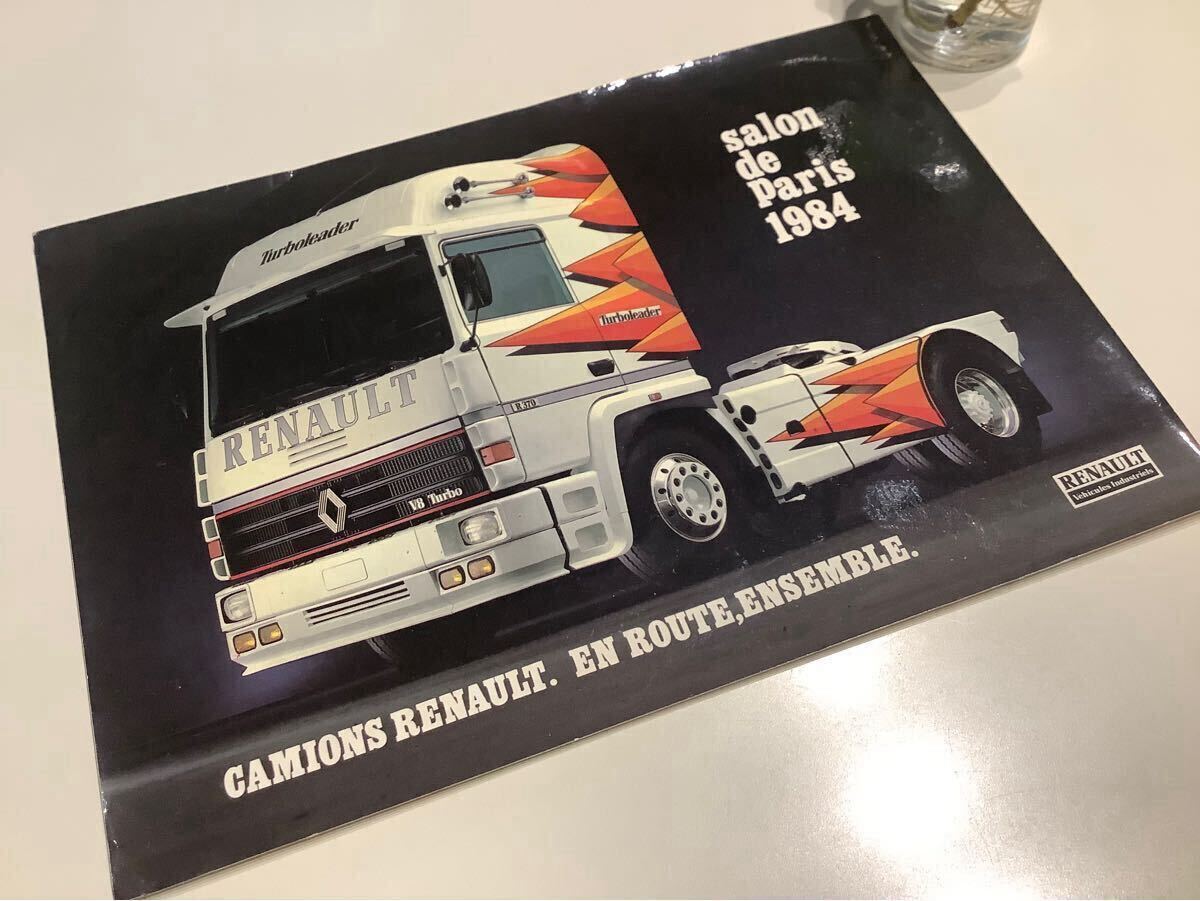 salon
de
paris
1984
Turboleader
Turboleader
RENAULT
R 370
V8 Turbo
RENAULT
Véhicules Industriels
CAMIONS RENAULT. EN ROUTE, ENSEMBLE.